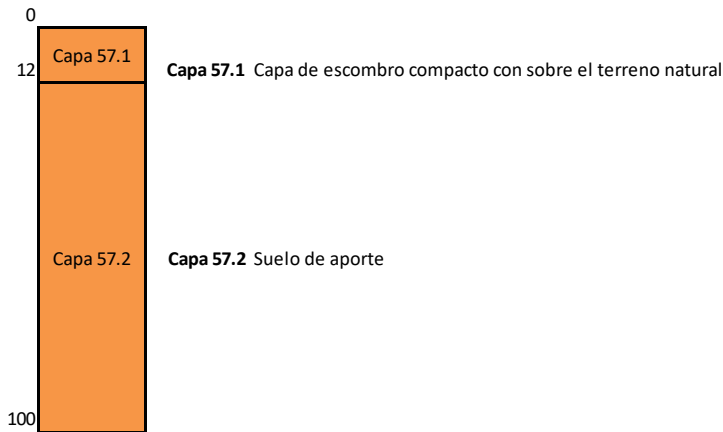 0
Capa 57.1
12
Capa 57.1 Capa de escombro compacto con sobre el terreno natural
Capa 57.2
Capa 57.2 Suelo de aporte
100